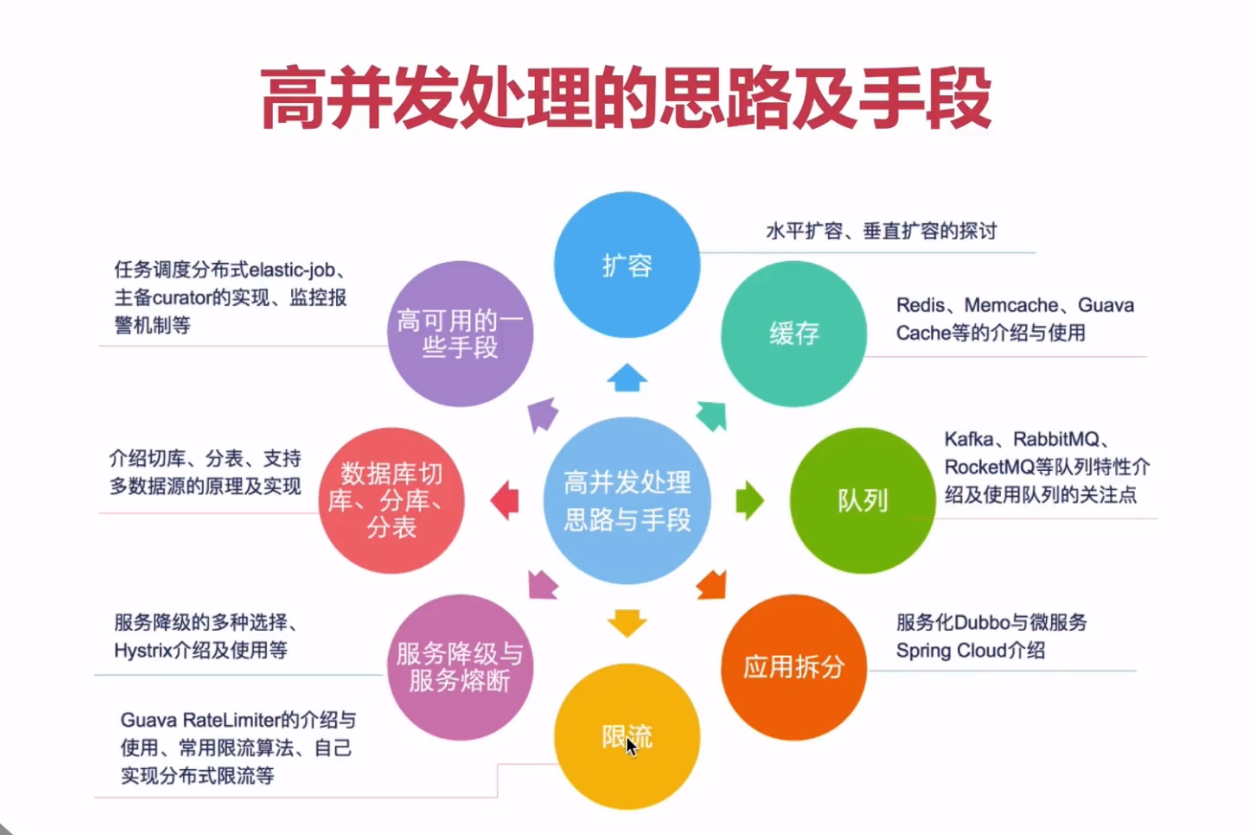 高并发处理的思路及手段
扩容
水平扩容、垂直扩容的探讨
缓存
Redis、Memcache、Guava
Cache等的介绍与使用
队列
Kafka、RabbitMQ、
RocketMQ等队列特性介
绍及使用队列的关注点
应用拆分
服务化Dubbo与微服务
Spring Cloud介绍
限流
Guava RateLimiter的介绍与
使用、常用限流算法、自己
实现分布式限流等
服务降级与
服务熔断
服务降级的多种选择、
Hystrix介绍及使用等
数据库切
库、分库、
分表
介绍切库、分表、支持
多数据源的原理及实现
高可用的一
些手段
任务调度分布式elastic-job、
主备curator的实现、监控报
警机制等
高并发处理
思路与手段